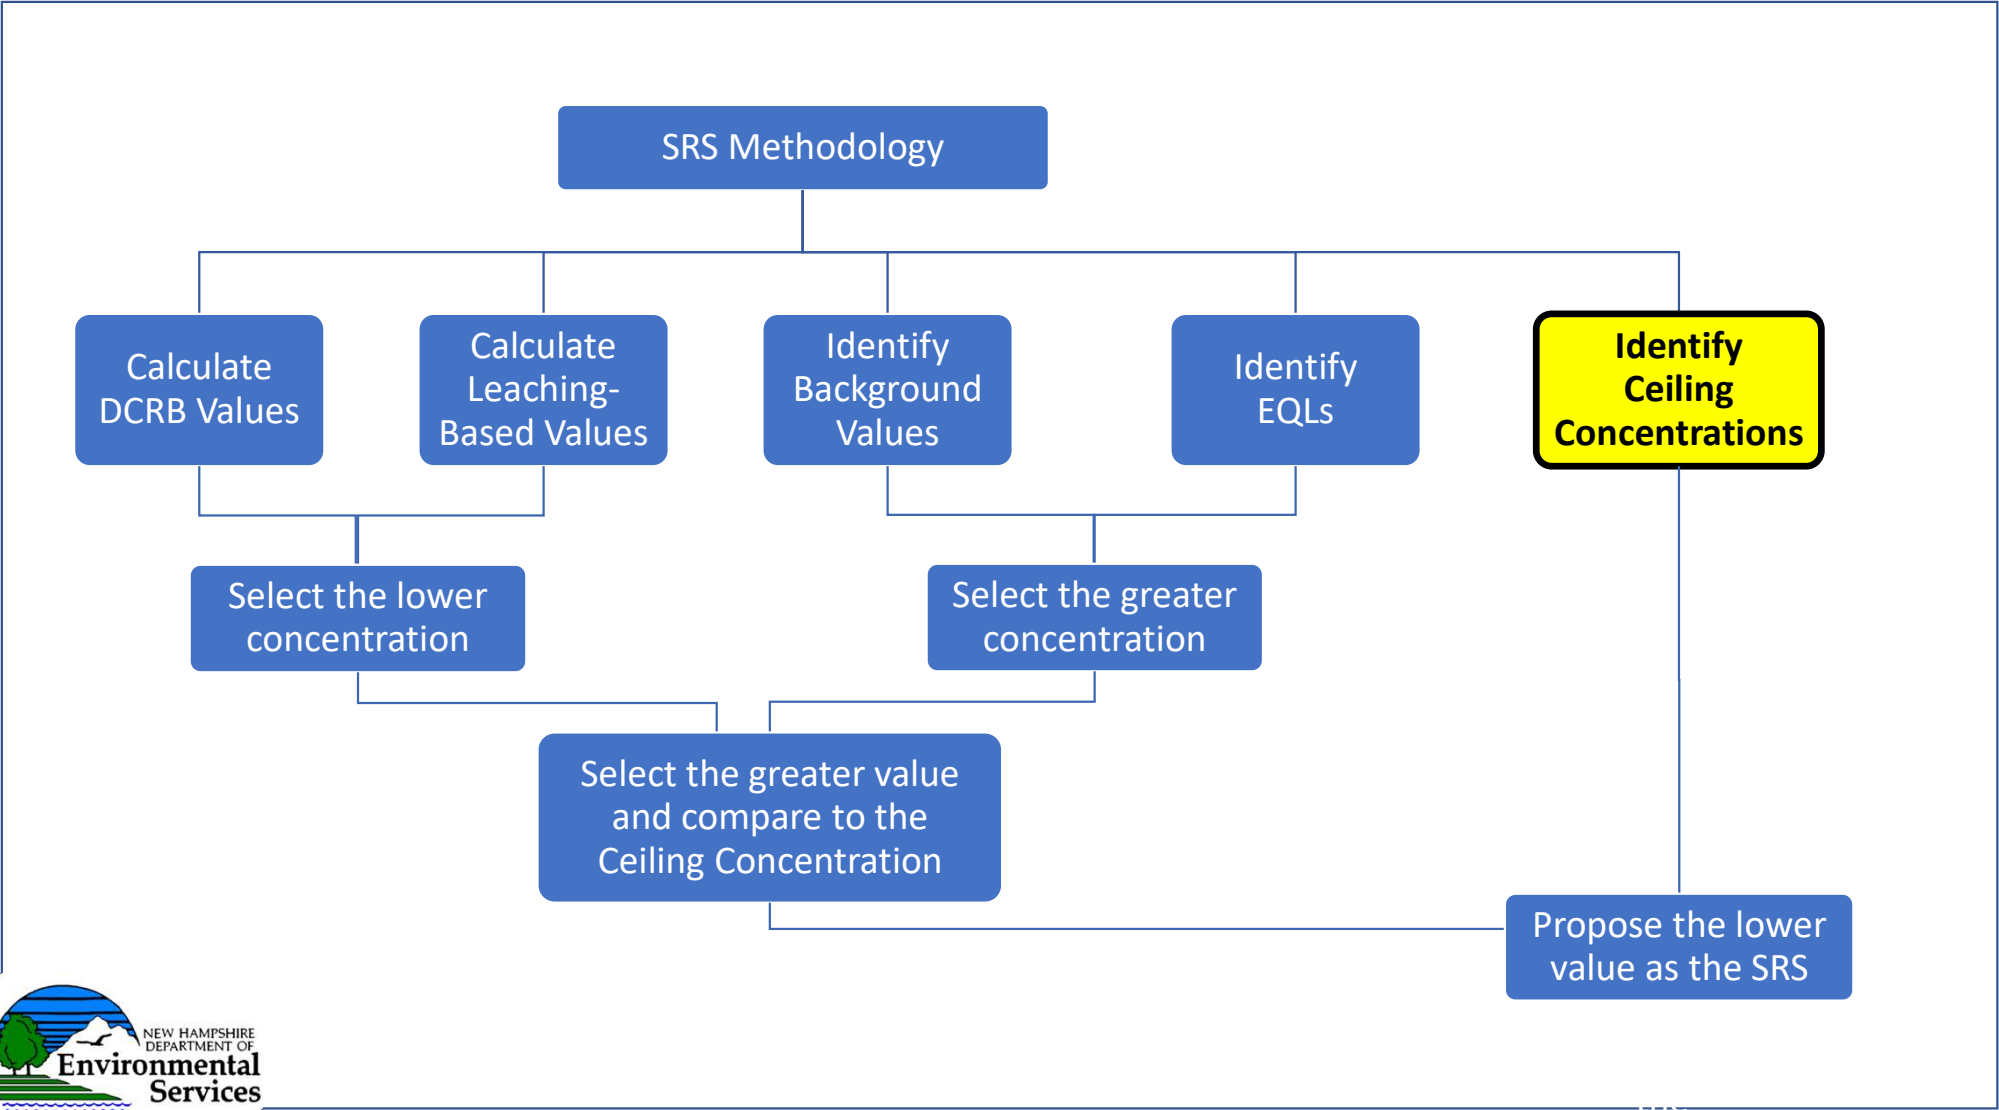 SRS Methodology
Calculate
DCRB Values
Calculate
Leaching-
Based Values
Identify
Background
Values
Identify
EQLs
Identify
Ceiling
Concentrations
Select the lower
concentration
Select the greater
concentration
Select the greater value
and compare to the
Ceiling Concentration
Propose the lower
value as the SRS
NEW HAMPSHIRE
DEPARTMENT OF
Environmental
Services